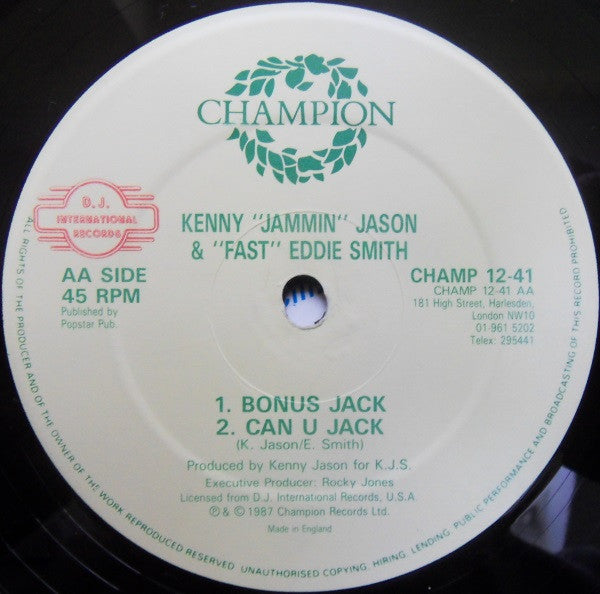 CHAMPION
D.J.
INTERNATIONAL
RECORDS
KENNY "JAMMIN" JASON
& "FAST" EDDIE SMITH
AA SIDE
45 RPM
Published by
Popstar Pub.
CHAMP 12-41
CHAMP 12-41 AA
181 High Street, Harlesden,
London NW10
01 961 5202
Telex: 295441
1. BONUS JACK
2. CAN U JACK
(K. Jason/E. Smith)
Produced by Kenny Jason for K.J.S.
Executive Producer: Rocky Jones
Licensed from D.J. International Records, U.S.A.
℗ & © 1987 Champion Records Ltd.
Made in England
ALL RIGHTS OF THE PRODUCER AND OF THE OWNER OF THE WORK REPRODUCED RESERVED. UNAUTHORISED COPYING, HIRING, LENDING, PUBLIC PERFORMANCE AND BROADCASTING OF THIS RECORD PROHIBITED